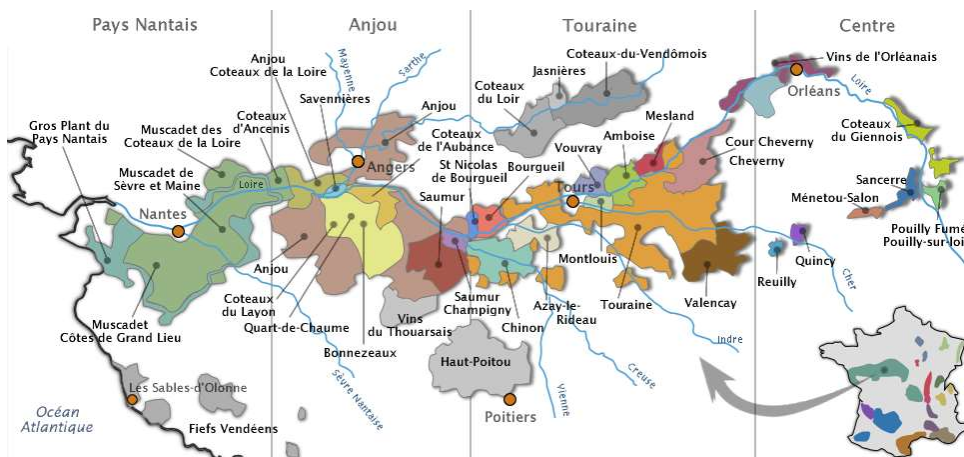 Pays Nantais
Anjou
Touraine
Centre
Mayenne
Sarthe
Anjou
Coteaux de la Loire
Savennières
Coteaux
d'Ancenis
Muscadet des
Coteaux de la Loire
Gros Plant du
Pays Nantais
Muscadet de
Sèvre et Maine
Loire
Nantes
Anjou
Angers
Coteaux
de l'Aubance
St Nicolas
de Bourgueil
Saumur
Bourgueil
Coteaux
du Loir
Jasnières
Coteaux-du-Vendômois
Vouvray
Amboise
Mesland
Tours
Cour Cheverny
Cheverny
Vins de l'Orléanais
Orléans
Loire
Coteaux
du Giennois
Sancerre
Ménetou-Salon
Pouilly Fumé
Pouilly-sur-loi
Quincy
Reuilly
Cher
Valencay
Touraine
Montlouis
Azay-le-
Rideau
Chinon
Saumur
Champigny
Vins
du Thouarsais
Haut-Poitou
Poitiers
Vienne
Creuse
Indre
Anjou
Coteaux
du Layon
Quart-de-Chaume
Bonnezeaux
Sèvre Nantaise
Muscadet
Côtes de Grand Lieu
Les Sables-d'Olonne
Fiefs Vendéens
Océan
Atlantique